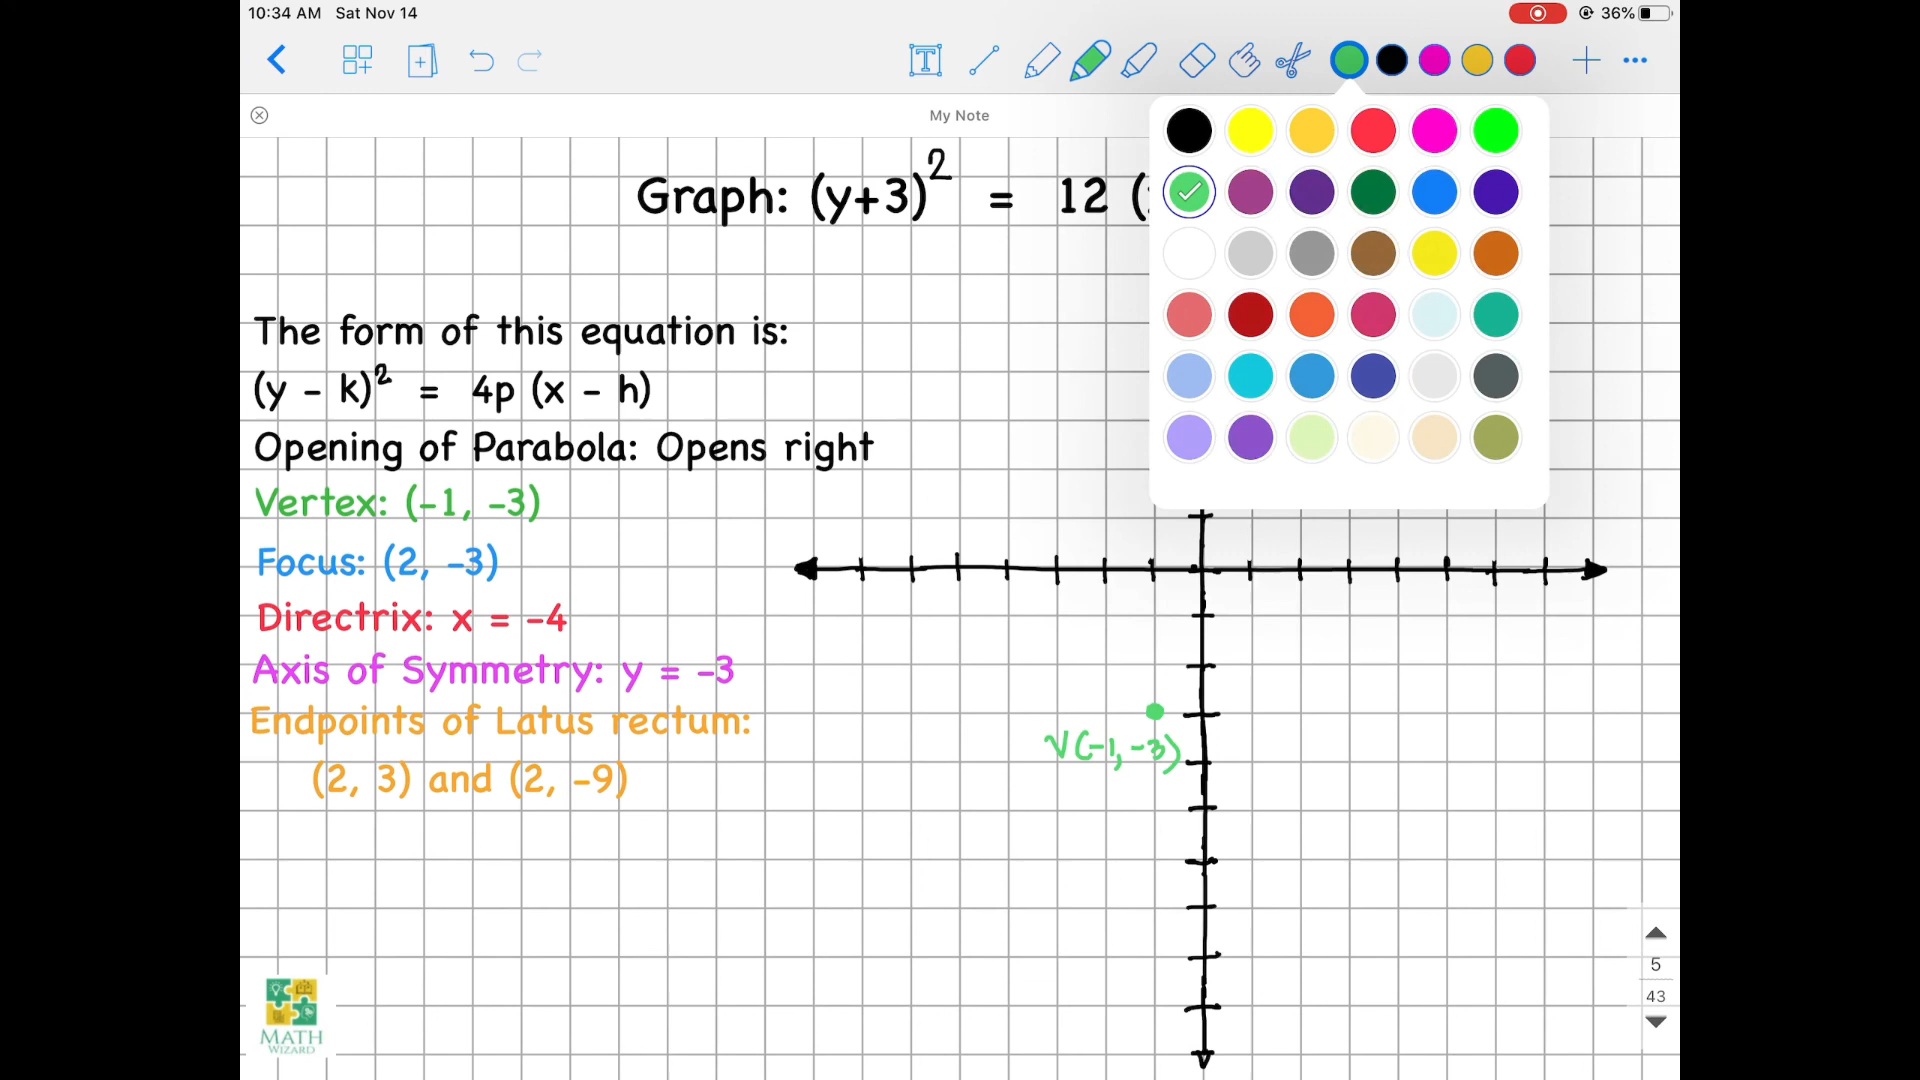 10:34 AM Sat Nov 14
36%
T
My Note
Graph: (y+3)² = 12 (
The form of this equation is:
(y - k)² = 4p (x - h)
Opening of Parabola: Opens right
Vertex: (-1, -3)
Focus: (2, -3)
Directrix: x = -4
Axis of Symmetry: y = -3
Endpoints of Latus rectum:
(2, 3) and (2, -9)
V(-1, -3)
5
43
MATH
WIZARD